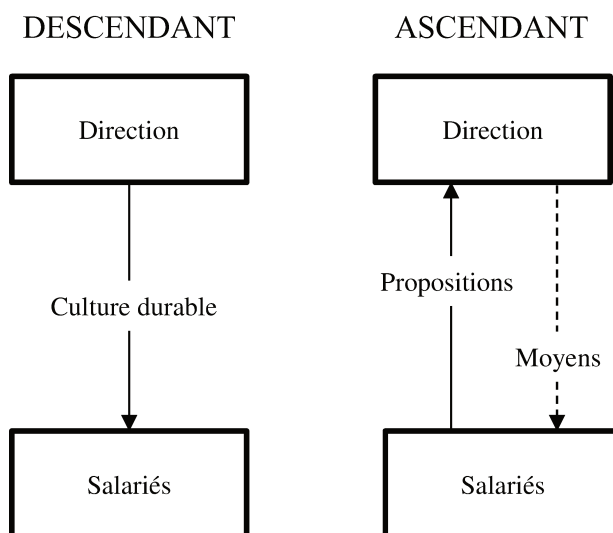 DESCENDANT
ASCENDANT
Direction
Direction
Culture durable
Propositions
Moyens
Salariés
Salariés